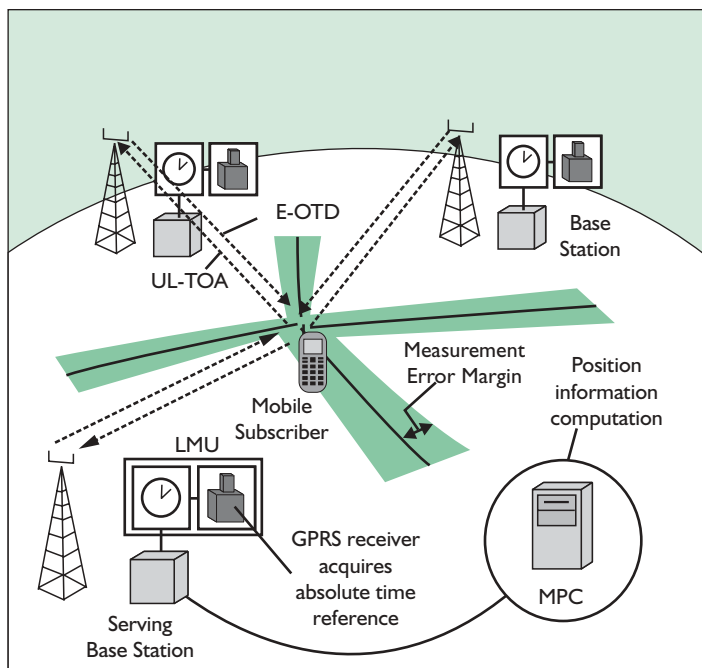 E-OTD
UL-TOA
Base
Station
Measurement
Error Margin
Position
information
computation
Mobile
Subscriber
LMU
GPRS receiver
acquires
absolute time
reference
MPC
Serving
Base Station